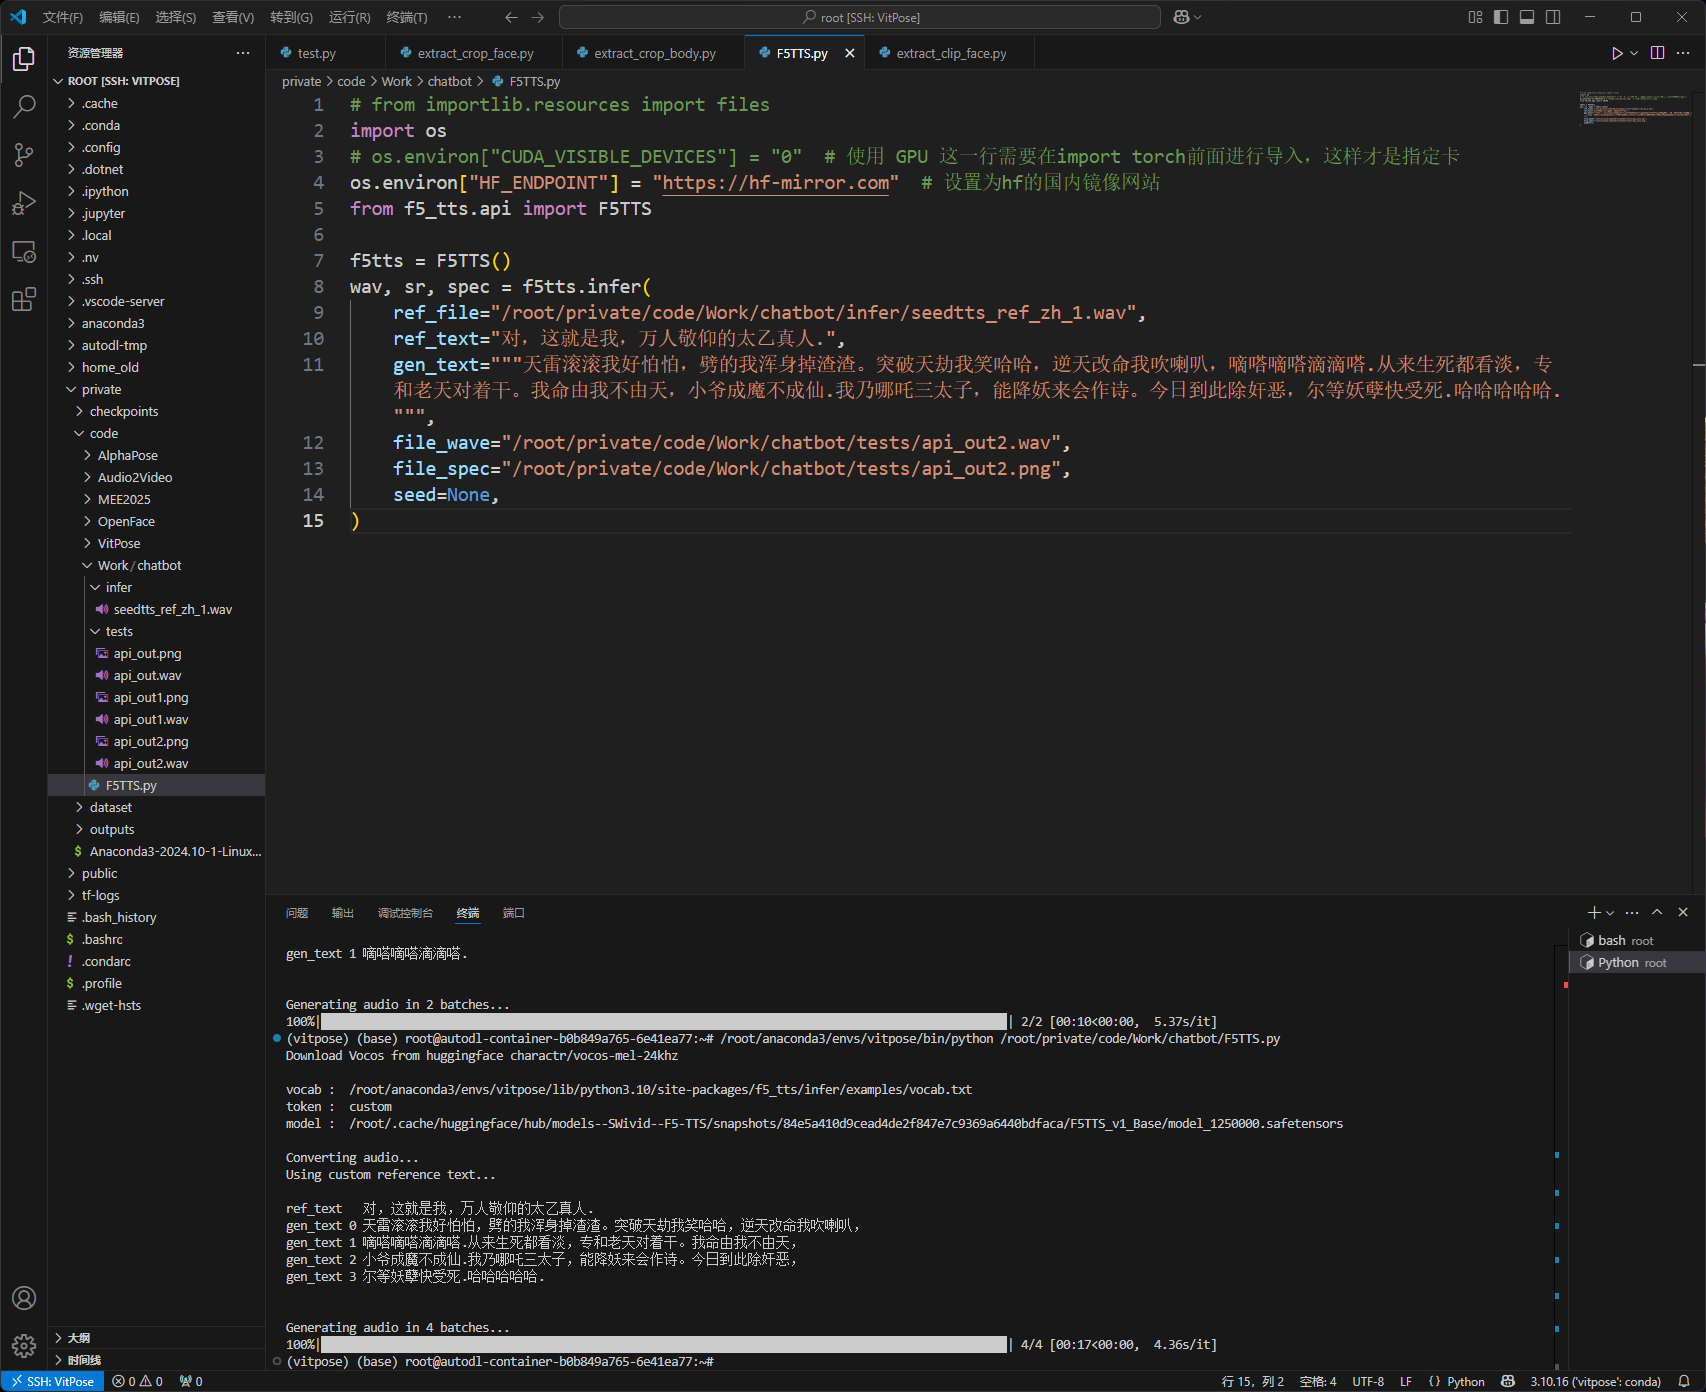 文件(F) 编辑(E) 选择(S) 查看(V) 转到(G) 运行(R) 终端(T) ··· root [SSH: VitPose]
资源管理器 ···
test.py extract_crop_face.py extract_crop_body.py F5TTS.py extract_clip_face.py
private > code > Work > chatbot > F5TTS.py
ROOT [SSH: VITPOSE]
.cache
.conda
.config
.dotnet
.ipython
.jupyter
.local
.nv
.ssh
.vscode-server
anaconda3
autodl-tmp
home_old
private
checkpoints
code
AlphaPose
Audio2Video
MEE2025
OpenFace
VitPose
Work/chatbot
infer
seedtts_ref_zh_1.wav
tests
api_out.png
api_out.wav
api_out1.png
api_out1.wav
api_out2.png
api_out2.wav
F5TTS.py
dataset
outputs
$ Anaconda3-2024.10-1-Linux...
public
tf-logs
.bash_history
$ .bashrc
! .condarc
$ .profile
.wget-hsts
大纲
时间线
1 # from importlib.resources import files
2 import os
3 # os.environ["CUDA_VISIBLE_DEVICES"] = "0"  # 使用 GPU 这一行需要在import torch前面进行导入，这样才是指定卡
4 os.environ["HF_ENDPOINT"] = "https://hf-mirror.com"  # 设置为hf的国内镜像网站
5 from f5_tts.api import F5TTS
6
7 f5tts = F5TTS()
8 wav, sr, spec = f5tts.infer(
9     ref_file="/root/private/code/Work/chatbot/infer/seedtts_ref_zh_1.wav",
10     ref_text="对，这就是我，万人敬仰的太乙真人.",
11     gen_text="""天雷滚滚我好怕怕，劈的我浑身掉渣渣。突破天劫我笑哈哈，逆天改命我吹喇叭，嘀嗒嘀嗒滴滴嗒.从来生死都看淡，专
和老天对着干。我命由我不由天，小爷成魔不成仙.我乃哪吒三太子，能降妖来会作诗。今日到此除奸恶，尔等妖孽快受死.哈哈哈哈哈.
""",
12     file_wave="/root/private/code/Work/chatbot/tests/api_out2.wav",
13     file_spec="/root/private/code/Work/chatbot/tests/api_out2.png",
14     seed=None,
15 )
问题 输出 调试控制台 终端 端口
bash root
Python root
gen_text 1 嘀嗒嘀嗒滴滴嗒.
Generating audio in 2 batches...
100%| | 2/2 [00:10<00:00,  5.37s/it]
(vitpose) (base) root@autodl-container-b0b849a765-6e41ea77:~# /root/anaconda3/envs/vitpose/bin/python /root/private/code/Work/chatbot/F5TTS.py
Download Vocos from huggingface charactr/vocos-mel-24khz
vocab :  /root/anaconda3/envs/vitpose/lib/python3.10/site-packages/f5_tts/infer/examples/vocab.txt
token :  custom
model :  /root/.cache/huggingface/hub/models--SWivid--F5-TTS/snapshots/84e5a410d9cead4de2f847e7c9369a6440bdfaca/F5TTS_v1_Base/model_1250000.safetensors
Converting audio...
Using custom reference text...
ref_text   对，这就是我，万人敬仰的太乙真人.
gen_text 0 天雷滚滚我好怕怕，劈的我浑身掉渣渣。突破天劫我笑哈哈，逆天改命我吹喇叭，
gen_text 1 嘀嗒嘀嗒滴滴嗒.从来生死都看淡，专和老天对着干。我命由我不由天，
gen_text 2 小爷成魔不成仙.我乃哪吒三太子，能降妖来会作诗。今日到此除奸恶，
gen_text 3 尔等妖孽快受死.哈哈哈哈哈.
Generating audio in 4 batches...
100%| | 4/4 [00:17<00:00,  4.36s/it]
(vitpose) (base) root@autodl-container-b0b849a765-6e41ea77:~#
SSH: VitPose 0 0 0 行 15，列 2 空格: 4 UTF-8 LF {} Python 3.10.16 ('vitpose': conda)